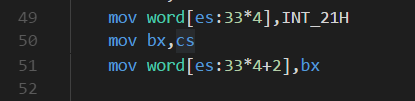 49 mov word[es:33*4],INT_21H
50 mov bx,cs
51 mov word[es:33*4+2],bx
52